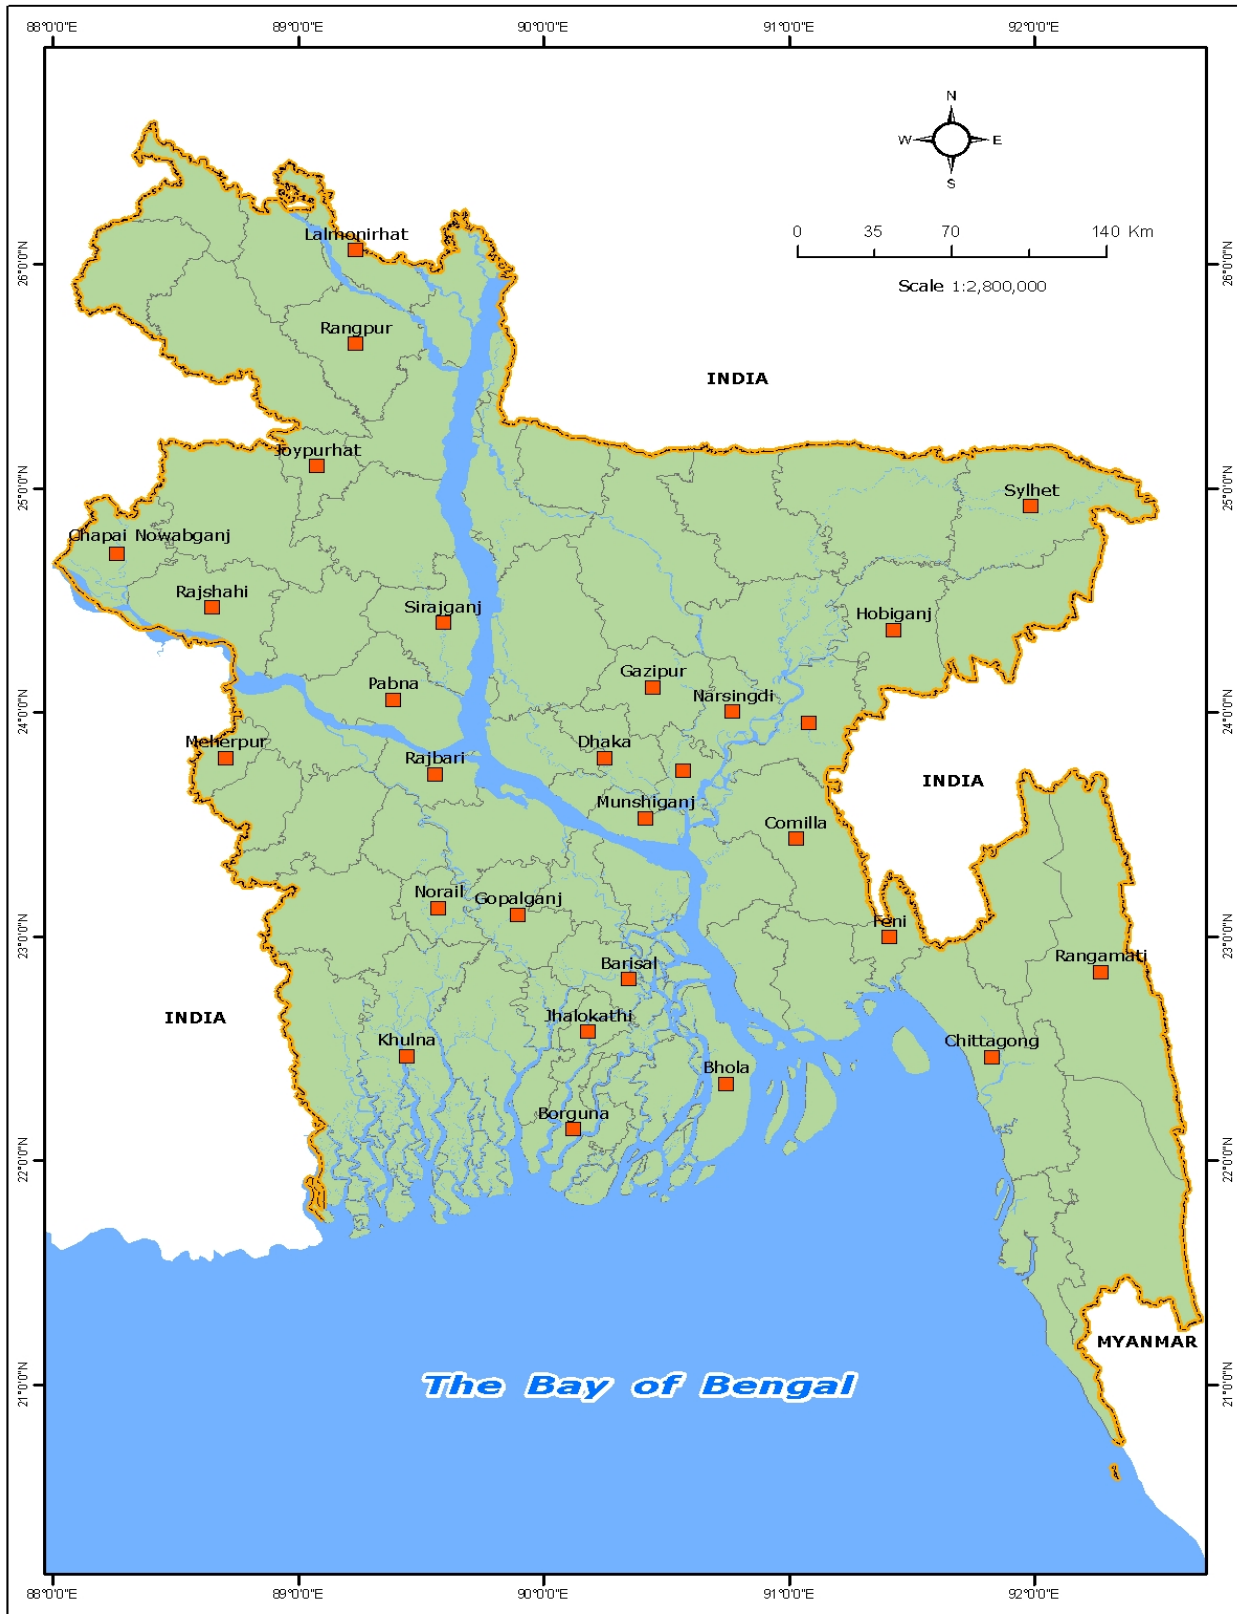 88°0'0"E 89°0'0"E 90°0'0"E 91°0'0"E 92°0'0"E
N
W E
S
0 35 70 140 Km
Scale 1:2,800,000
26°0'0"N 26°0'0"N
Lalmonirhat
Rangpur
INDIA
Joypurhat
25°0'0"N 25°0'0"N
Sylhet
Chapai Nowabganj
Rajshahi
Sirajganj
Hobiganj
Gazipur
Pabna
Narsingdi
24°0'0"N 24°0'0"N
Meherpur
Dhaka
Rajbari
INDIA
Munshiganj
Comilla
Norail
Gopalganj
Feni
23°0'0"N 23°0'0"N
Rangamati
Barisal
INDIA
Jhalokathi
Khulna
Chittagong
Bhola
Borguna
22°0'0"N 22°0'0"N
MYANMAR
The Bay of Bengal
21°0'0"N 21°0'0"N
88°0'0"E 89°0'0"E 90°0'0"E 91°0'0"E 92°0'0"E